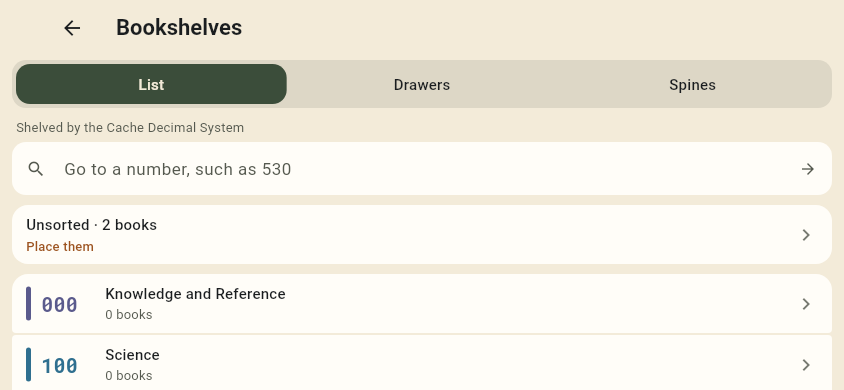 Bookshelves
List
Drawers
Spines
Shelved by the Cache Decimal System
Go to a number, such as 530
Unsorted · 2 books
Place them
000
Knowledge and Reference
0 books
100
Science
0 books